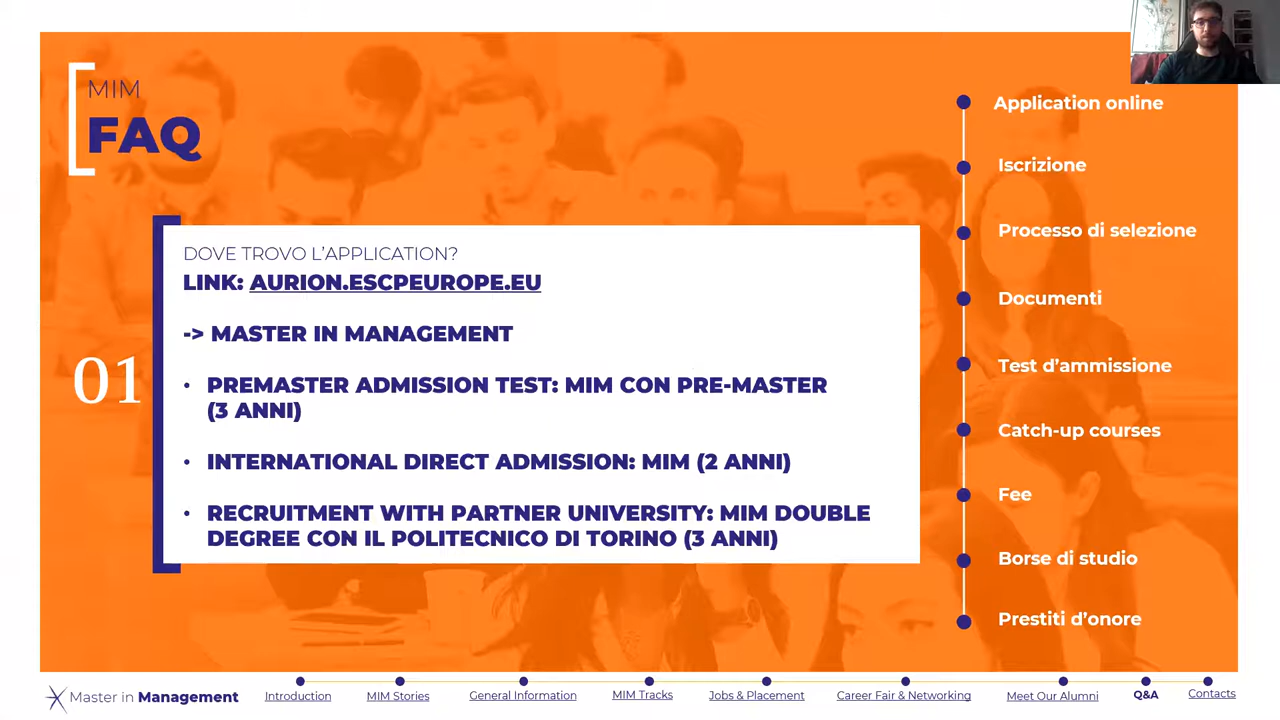 MIM
FAQ
01
DOVE TROVO L'APPLICATION?
LINK: AURION.ESCPEUROPE.EU
-> MASTER IN MANAGEMENT
• PREMASTER ADMISSION TEST: MIM CON PRE-MASTER
(3 ANNI)
• INTERNATIONAL DIRECT ADMISSION: MIM (2 ANNI)
• RECRUITMENT WITH PARTNER UNIVERSITY: MIM DOUBLE
DEGREE CON IL POLITECNICO DI TORINO (3 ANNI)
Application online
Iscrizione
Processo di selezione
Documenti
Test d'ammissione
Catch-up courses
Fee
Borse di studio
Prestiti d'onore
Master in Management
Introduction
MIM Stories
General Information
MIM Tracks
Jobs & Placement
Career Fair & Networking
Meet Our Alumni
Q&A
Contacts